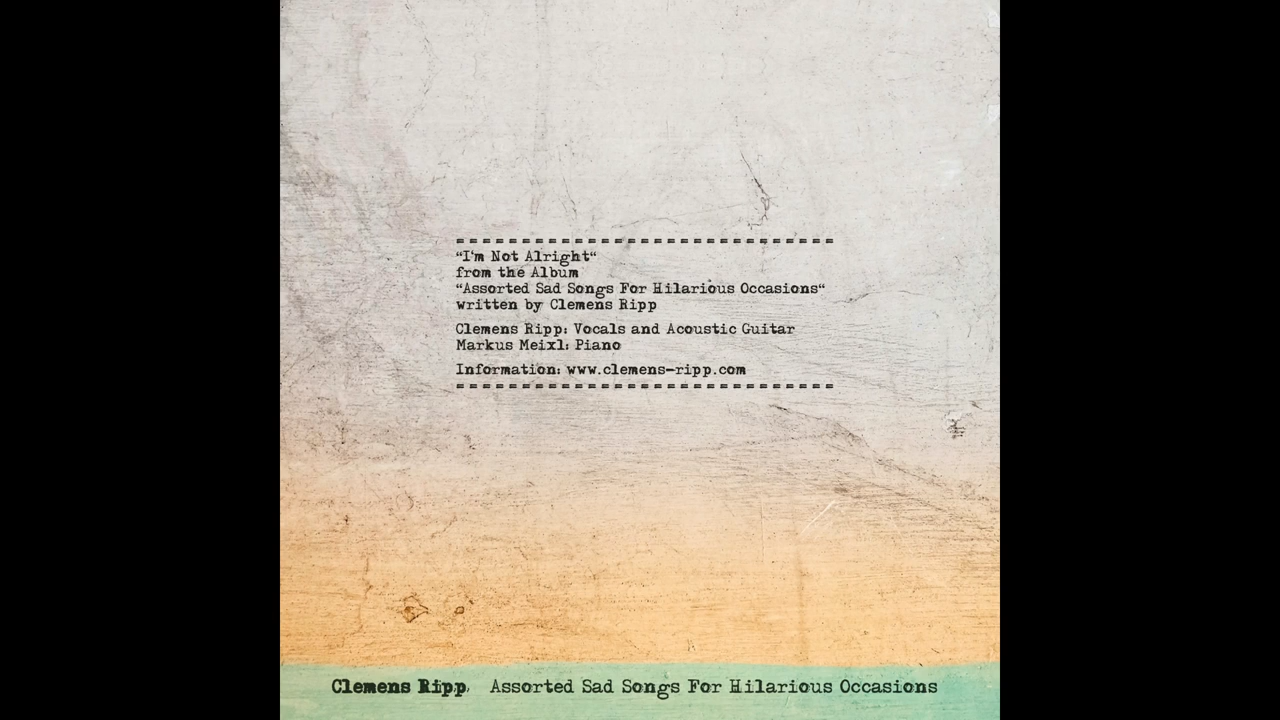 “I‘m Not Alright“
from the Album
“Assorted Sad Songs For Hilarious Occasions“
written by Clemens Ripp
Clemens Ripp: Vocals and Acoustic Guitar
Markus Meixl: Piano
Information: www.clemens-ripp.com
Clemens Ripp Assorted Sad Songs For Hilarious Occasions